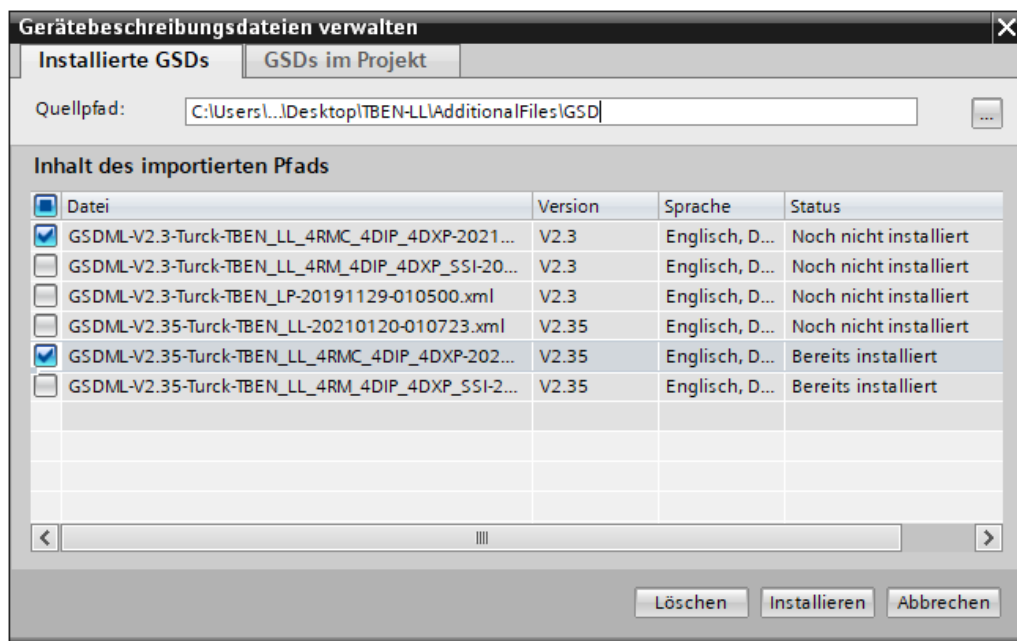 Gerätebeschreibungsdateien verwalten
Installierte GSDs GSDs im Projekt
Quellpfad: C:\Users\...\Desktop\TBEN-LL\AdditionalFiles\GSD ...
Inhalt des importierten Pfads
Datei Version Sprache Status
GSDML-V2.3-Turck-TBEN_LL_4RMC_4DIP_4DXP-2021... V2.3 Englisch, D... Noch nicht installiert
GSDML-V2.3-Turck-TBEN_LL_4RM_4DIP_4DXP_SSI-20... V2.3 Englisch, D... Noch nicht installiert
GSDML-V2.3-Turck-TBEN_LP-20191129-010500.xml V2.3 Englisch, D... Noch nicht installiert
GSDML-V2.35-Turck-TBEN_LL-20210120-010723.xml V2.35 Englisch, D... Noch nicht installiert
GSDML-V2.35-Turck-TBEN_LL_4RMC_4DIP_4DXP-202... V2.35 Englisch, D... Bereits installiert
GSDML-V2.35-Turck-TBEN_LL_4RM_4DIP_4DXP_SSI-2... V2.35 Englisch, D... Bereits installiert
Löschen Installieren Abbrechen